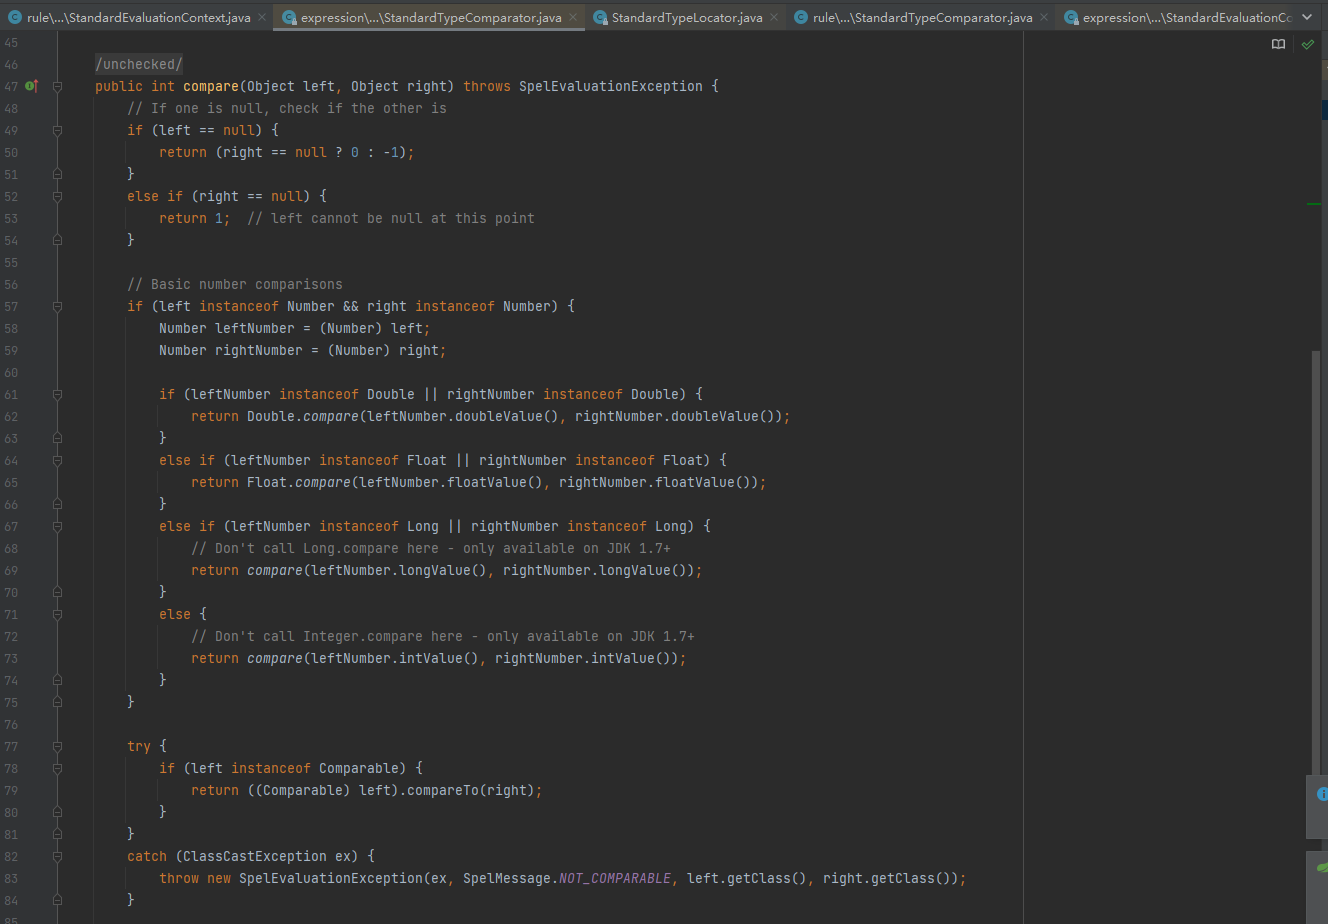 rule\...\StandardEvaluationContext.java
expression\...\StandardTypeComparator.java
StandardTypeLocator.java
rule\...\StandardTypeComparator.java
expression\...\StandardEvaluationCo
45
46 /unchecked/
47 public int compare(Object left, Object right) throws SpelEvaluationException {
48 // If one is null, check if the other is
49 if (left == null) {
50 return (right == null ? 0 : -1);
51 }
52 else if (right == null) {
53 return 1;  // left cannot be null at this point
54 }
55
56 // Basic number comparisons
57 if (left instanceof Number && right instanceof Number) {
58 Number leftNumber = (Number) left;
59 Number rightNumber = (Number) right;
60
61 if (leftNumber instanceof Double || rightNumber instanceof Double) {
62 return Double.compare(leftNumber.doubleValue(), rightNumber.doubleValue());
63 }
64 else if (leftNumber instanceof Float || rightNumber instanceof Float) {
65 return Float.compare(leftNumber.floatValue(), rightNumber.floatValue());
66 }
67 else if (leftNumber instanceof Long || rightNumber instanceof Long) {
68 // Don't call Long.compare here - only available on JDK 1.7+
69 return compare(leftNumber.longValue(), rightNumber.longValue());
70 }
71 else {
72 // Don't call Integer.compare here - only available on JDK 1.7+
73 return compare(leftNumber.intValue(), rightNumber.intValue());
74 }
75 }
76
77 try {
78 if (left instanceof Comparable) {
79 return ((Comparable) left).compareTo(right);
80 }
81 }
82 catch (ClassCastException ex) {
83 throw new SpelEvaluationException(ex, SpelMessage.NOT_COMPARABLE, left.getClass(), right.getClass());
84 }
85